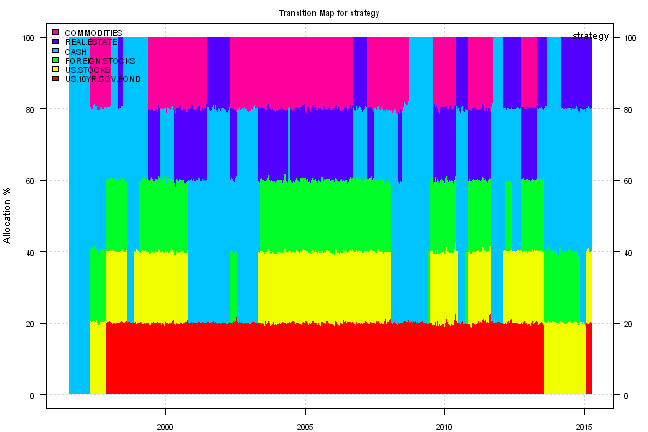 Transition Map for strategy
strategy
COMMODITIES
REAL.ESTATE
CASH
FOREIGN.STOCKS
US.STOCKS
US.10YR.GOV.BOND
Allocation %
100
80
60
40
20
0
100
80
60
40
20
0
2000 2005 2010 2015